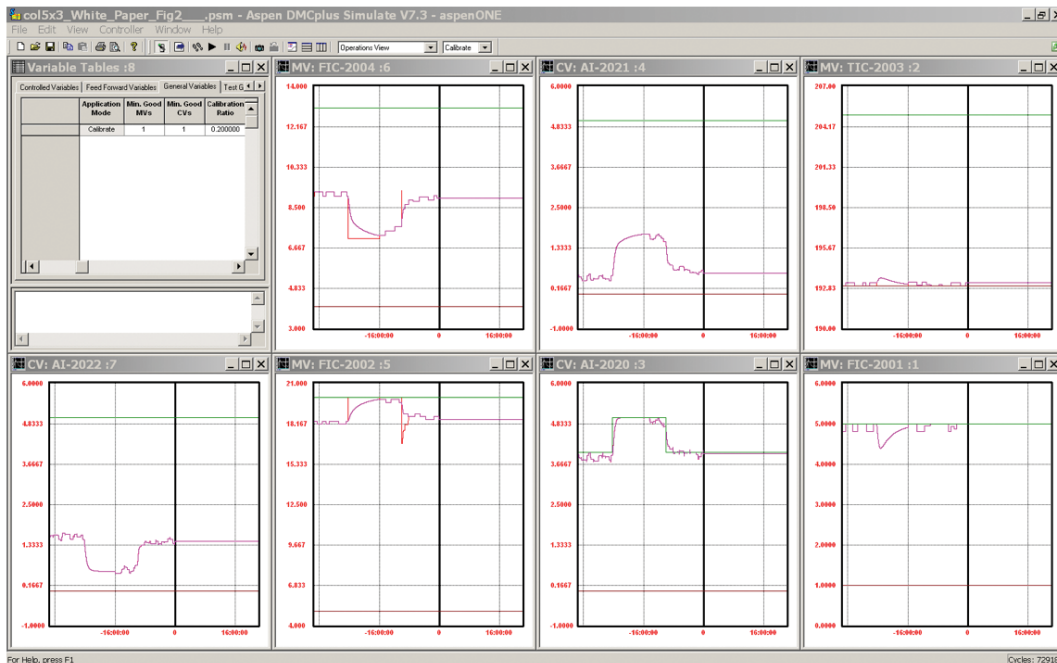 col5x3_White_Paper_Fig2___.psm - Aspen DMCplus Simulate V7.3 - aspenONE
File Edit View Controller Window Help
Operations View Calibrate
Variable Tables :8
Controlled Variables Feed Forward Variables General Variables Test G
Application Mode Min. Good MVs Min. Good CVs Calibration Ratio
Calibrate 1 1 0.200000
MV: FIC-2004 :6
14.000
12.167
10.333
8.500
6.667
4.833
3.000
-16:00:00 0 16:00:00
CV: AI-2021 :4
6.0000
4.8333
3.6667
2.5000
1.3333
0.1667
-1.0000
-16:00:00 0 16:00:00
MV: TIC-2003 :2
207.00
204.17
201.33
198.50
195.67
192.83
190.00
-16:00:00 0 16:00:00
CV: AI-2022 :7
6.0000
4.8333
3.6667
2.5000
1.3333
0.1667
-1.0000
-16:00:00 0 16:00:00
MV: FIC-2002 :5
21.000
18.167
15.333
12.500
9.667
6.833
4.000
-16:00:00 0 16:00:00
CV: AI-2020 :3
6.0000
4.8333
3.6667
2.5000
1.3333
0.1667
-1.0000
-16:00:00 0 16:00:00
MV: FIC-2001 :1
6.0000
5.0000
4.0000
3.0000
2.0000
1.0000
0.0000
-16:00:00 0 16:00:00
For Help, press F1
Cycles: 72918